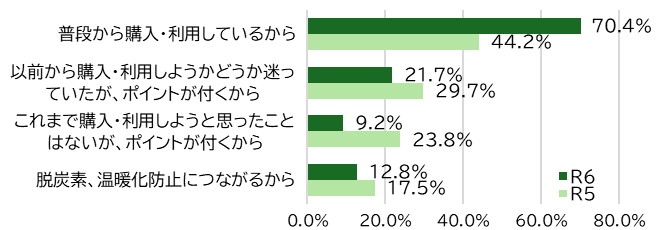 普段から購入・利用しているから
70.4%
44.2%
以前から購入・利用しようかどうか迷っ
ていたが、ポイントが付くから
21.7%
29.7%
これまで購入・利用しようと思ったこと
はないが、ポイントが付くから
9.2%
23.8%
脱炭素、温暖化防止につながるから
12.8%
17.5%
R6
R5
0.0% 20.0% 40.0% 60.0% 80.0%